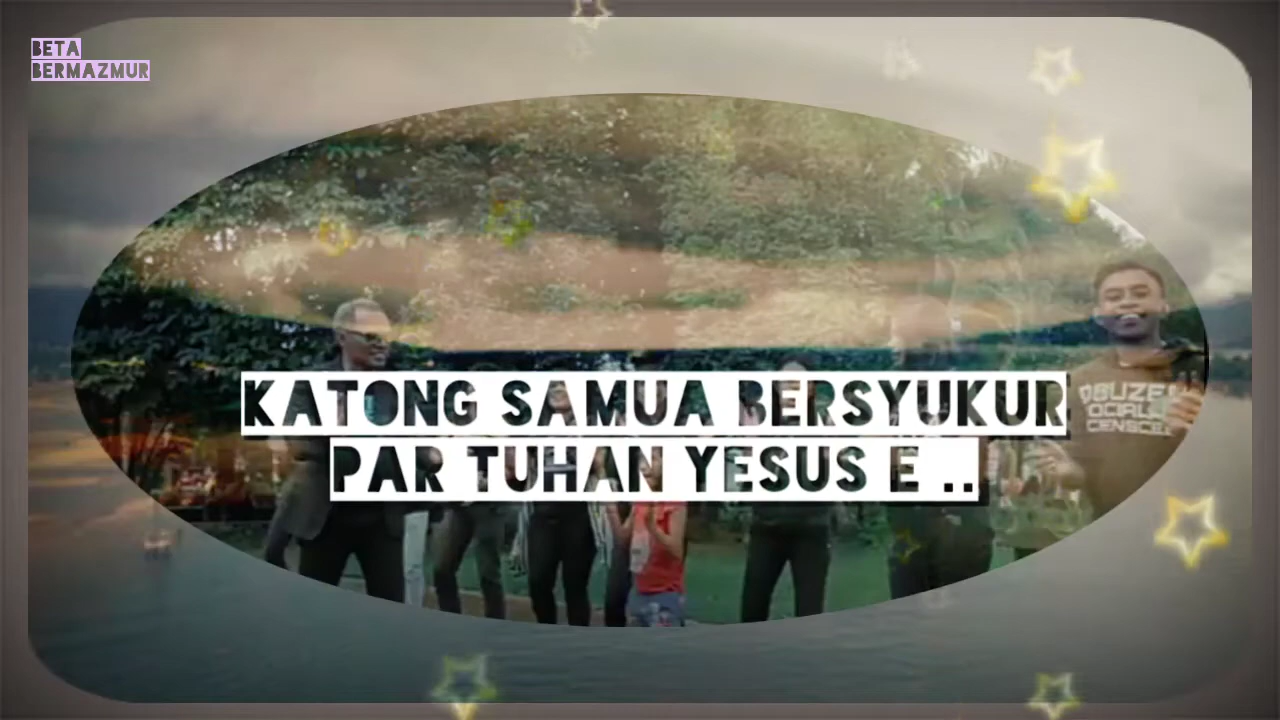 BETA
BERMAZMUR
KATONG SAMUA BERSYUKUR
PAR TUHAN YESUS E ..